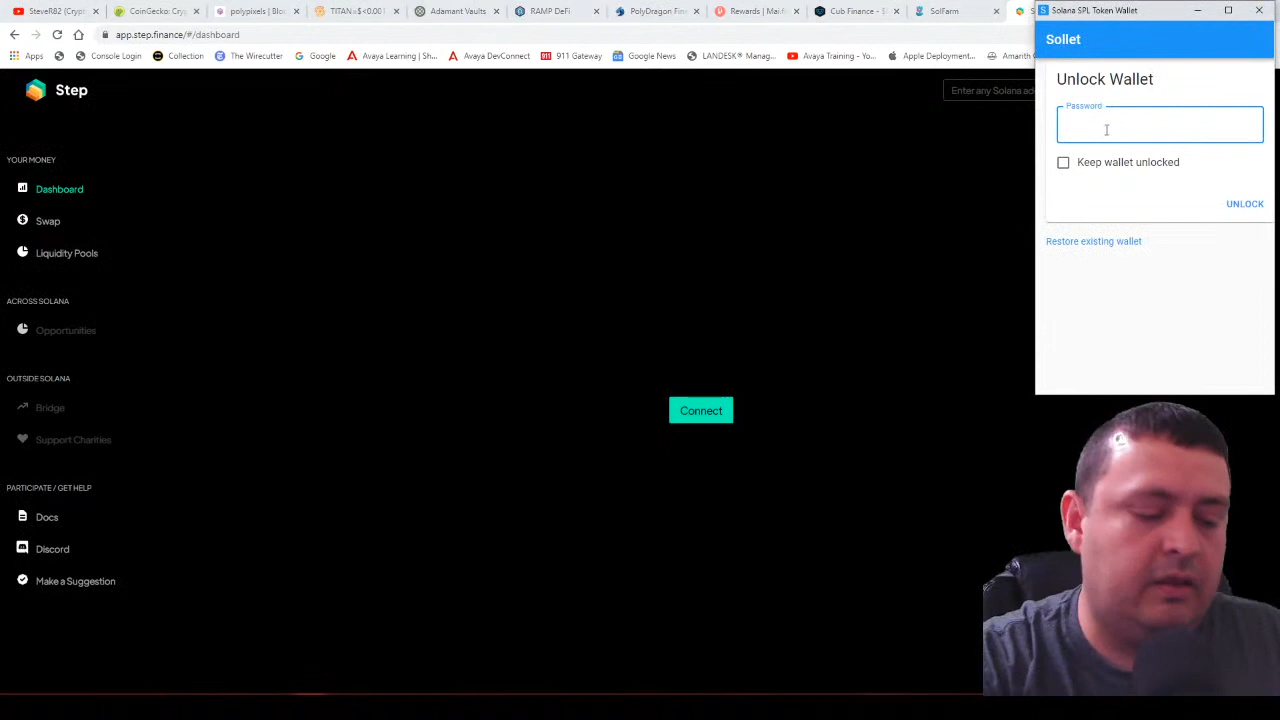 SteveR82 (Crypt
CoinGecko: Cryp
polypixels | Blo
TITAN:$<0.001
Adamant Vaults
RAMP DeFi
PolyDragon Fin
Rewards | Mai.fi
Cub Finance - $
SolFarm
S
app.step.finance/#/dashboard
Apps
Console Login
Collection
The Wirecutter
Google
Avaya Learning | Sh...
Avaya DevConnect
911 Gateway
Google News
LANDESK® Manag...
Avaya Training - Yo...
Apple Deployment...
Amarith C
Step
Enter any Solana ad
YOUR MONEY
Dashboard
Swap
Liquidity Pools
ACROSS SOLANA
Opportunities
OUTSIDE SOLANA
Bridge
Support Charities
PARTICIPATE / GET HELP
Docs
Discord
Make a Suggestion
Connect
Solana SPL Token Wallet
Sollet
Unlock Wallet
Password
Keep wallet unlocked
UNLOCK
Restore existing wallet